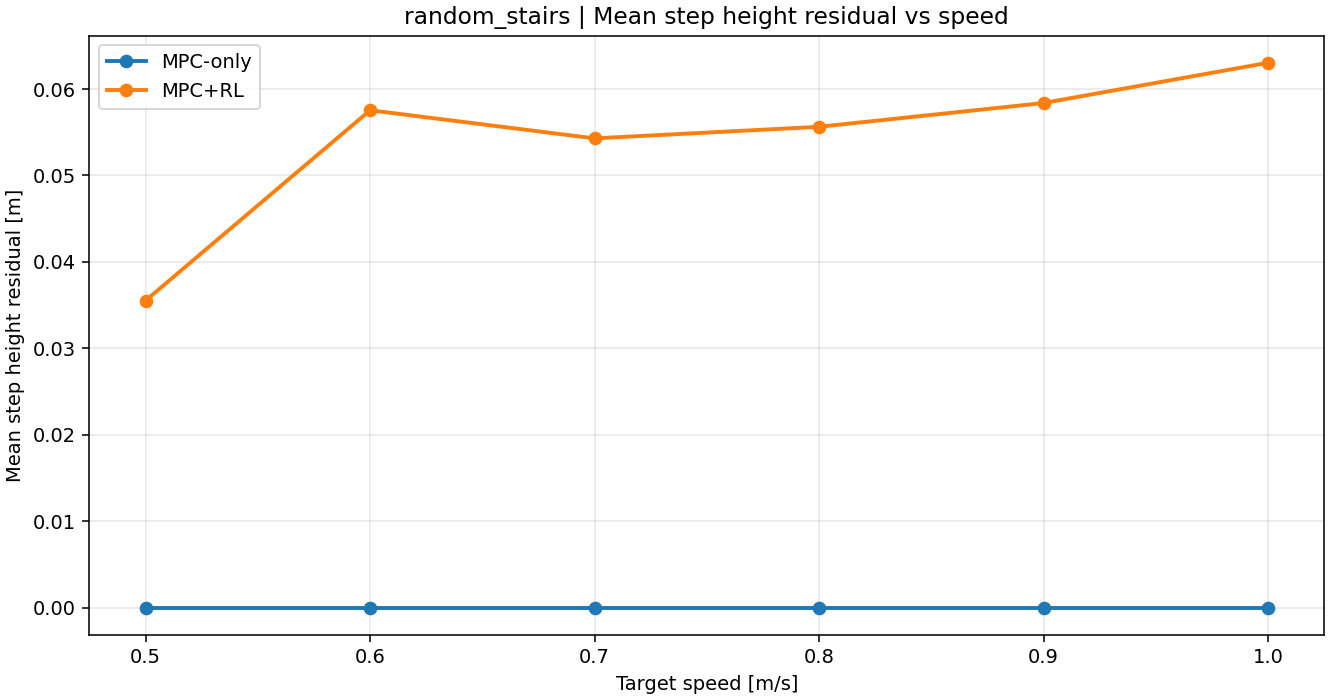 random_stairs | Mean step height residual vs speed
MPC-only
MPC+RL
Mean step height residual [m]
0.06
0.05
0.04
0.03
0.02
0.01
0.00
0.5 0.6 0.7 0.8 0.9 1.0
Target speed [m/s]